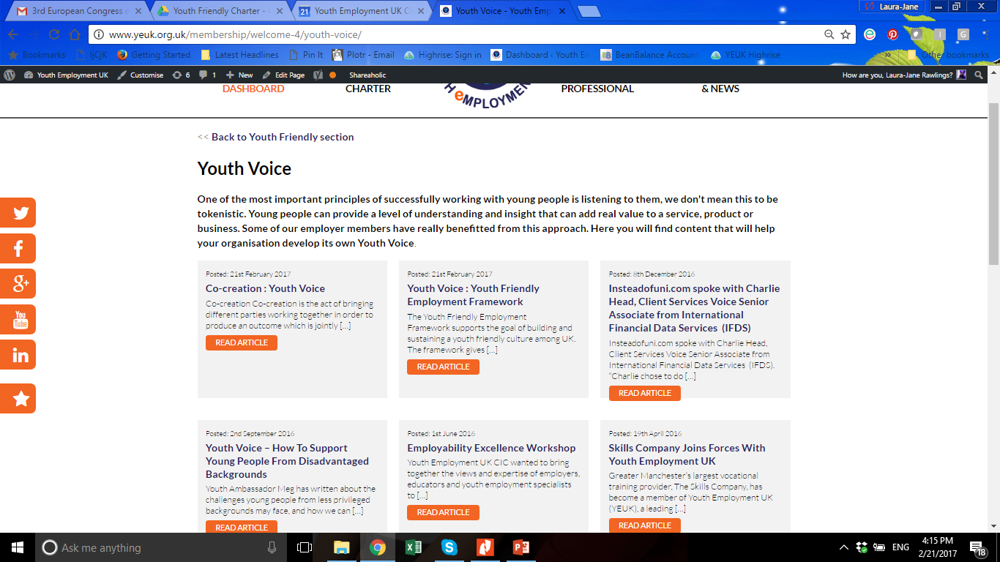 3rd European Congress
Youth Friendly Charter -
21
Youth Employment UK C
Youth Voice - Youth Emp
Laura-Jane
www.yeuk.org.uk/membership/welcome-4/youth-voice/
Bookmarks
IjCJK
Getting Started
Latest Headlines
Pin It
Plotr - Email
Highrise: Sign in
Dashboard ‹ Youth E
BeanBalance Account
YEUK Highrise
»
Other bookmarks
Youth Employment UK
Customise
6
1
New
Edit Page
Shareaholic
How are you, Laura-Jane Rawlings?
DASHBOARD
CHARTER
H eMPLOYMEN
PROFESSIONAL
& NEWS
<< Back to Youth Friendly section
Youth Voice
One of the most important principles of successfully working with young people is listening to them, we don't mean this to be
tokenistic. Young people can provide a level of understanding and insight that can add real value to a service, product or
business. Some of our employer members have really benefitted from this approach. Here you will find content that will help
your organisation develop its own Youth Voice.
Posted: 21st February 2017
Co-creation : Youth Voice
Co-creation Co-creation is the act of bringing
different parties working together in order to
produce an outcome which is jointly [...]
READ ARTICLE
Posted: 21st February 2017
Youth Voice : Youth Friendly
Employment Framework
The Youth Friendly Employment
Framework supports the goal of building and
sustaining a youth friendly culture among UK.
The framework gives [...]
READ ARTICLE
Posted: 8th December 2016
Insteadofuni.com spoke with Charlie
Head, Client Services Voice Senior
Associate from International
Financial Data Services (IFDS)
Insteadofuni.com spoke with Charlie Head,
Client Services Voice Senior Associate from
International Financial Data Services (IFDS).
“Charlie chose to do [...]
READ ARTICLE
Posted: 2nd September 2016
Youth Voice – How To Support
Young People From Disadvantaged
Backgrounds
Youth Ambassador Meg has written about the
challenges young people from less privileged
backgrounds may face, and how we can [...]
READ ARTICLE
Posted: 1st June 2016
Employability Excellence Workshop
Youth Employment UK CIC wanted to bring
together the views and expertise of employers,
educators and youth employment specialists
to [...]
READ ARTICLE
Posted: 19th April 2016
Skills Company Joins Forces With
Youth Employment UK
Greater Manchester’s largest vocational
training provider, The Skills Company, has
become a member of Youth Employment UK
(YEUK), a leading [...]
READ ARTICLE
You
Tube
Ask me anything
ENG
4:15 PM
2/21/2017
18